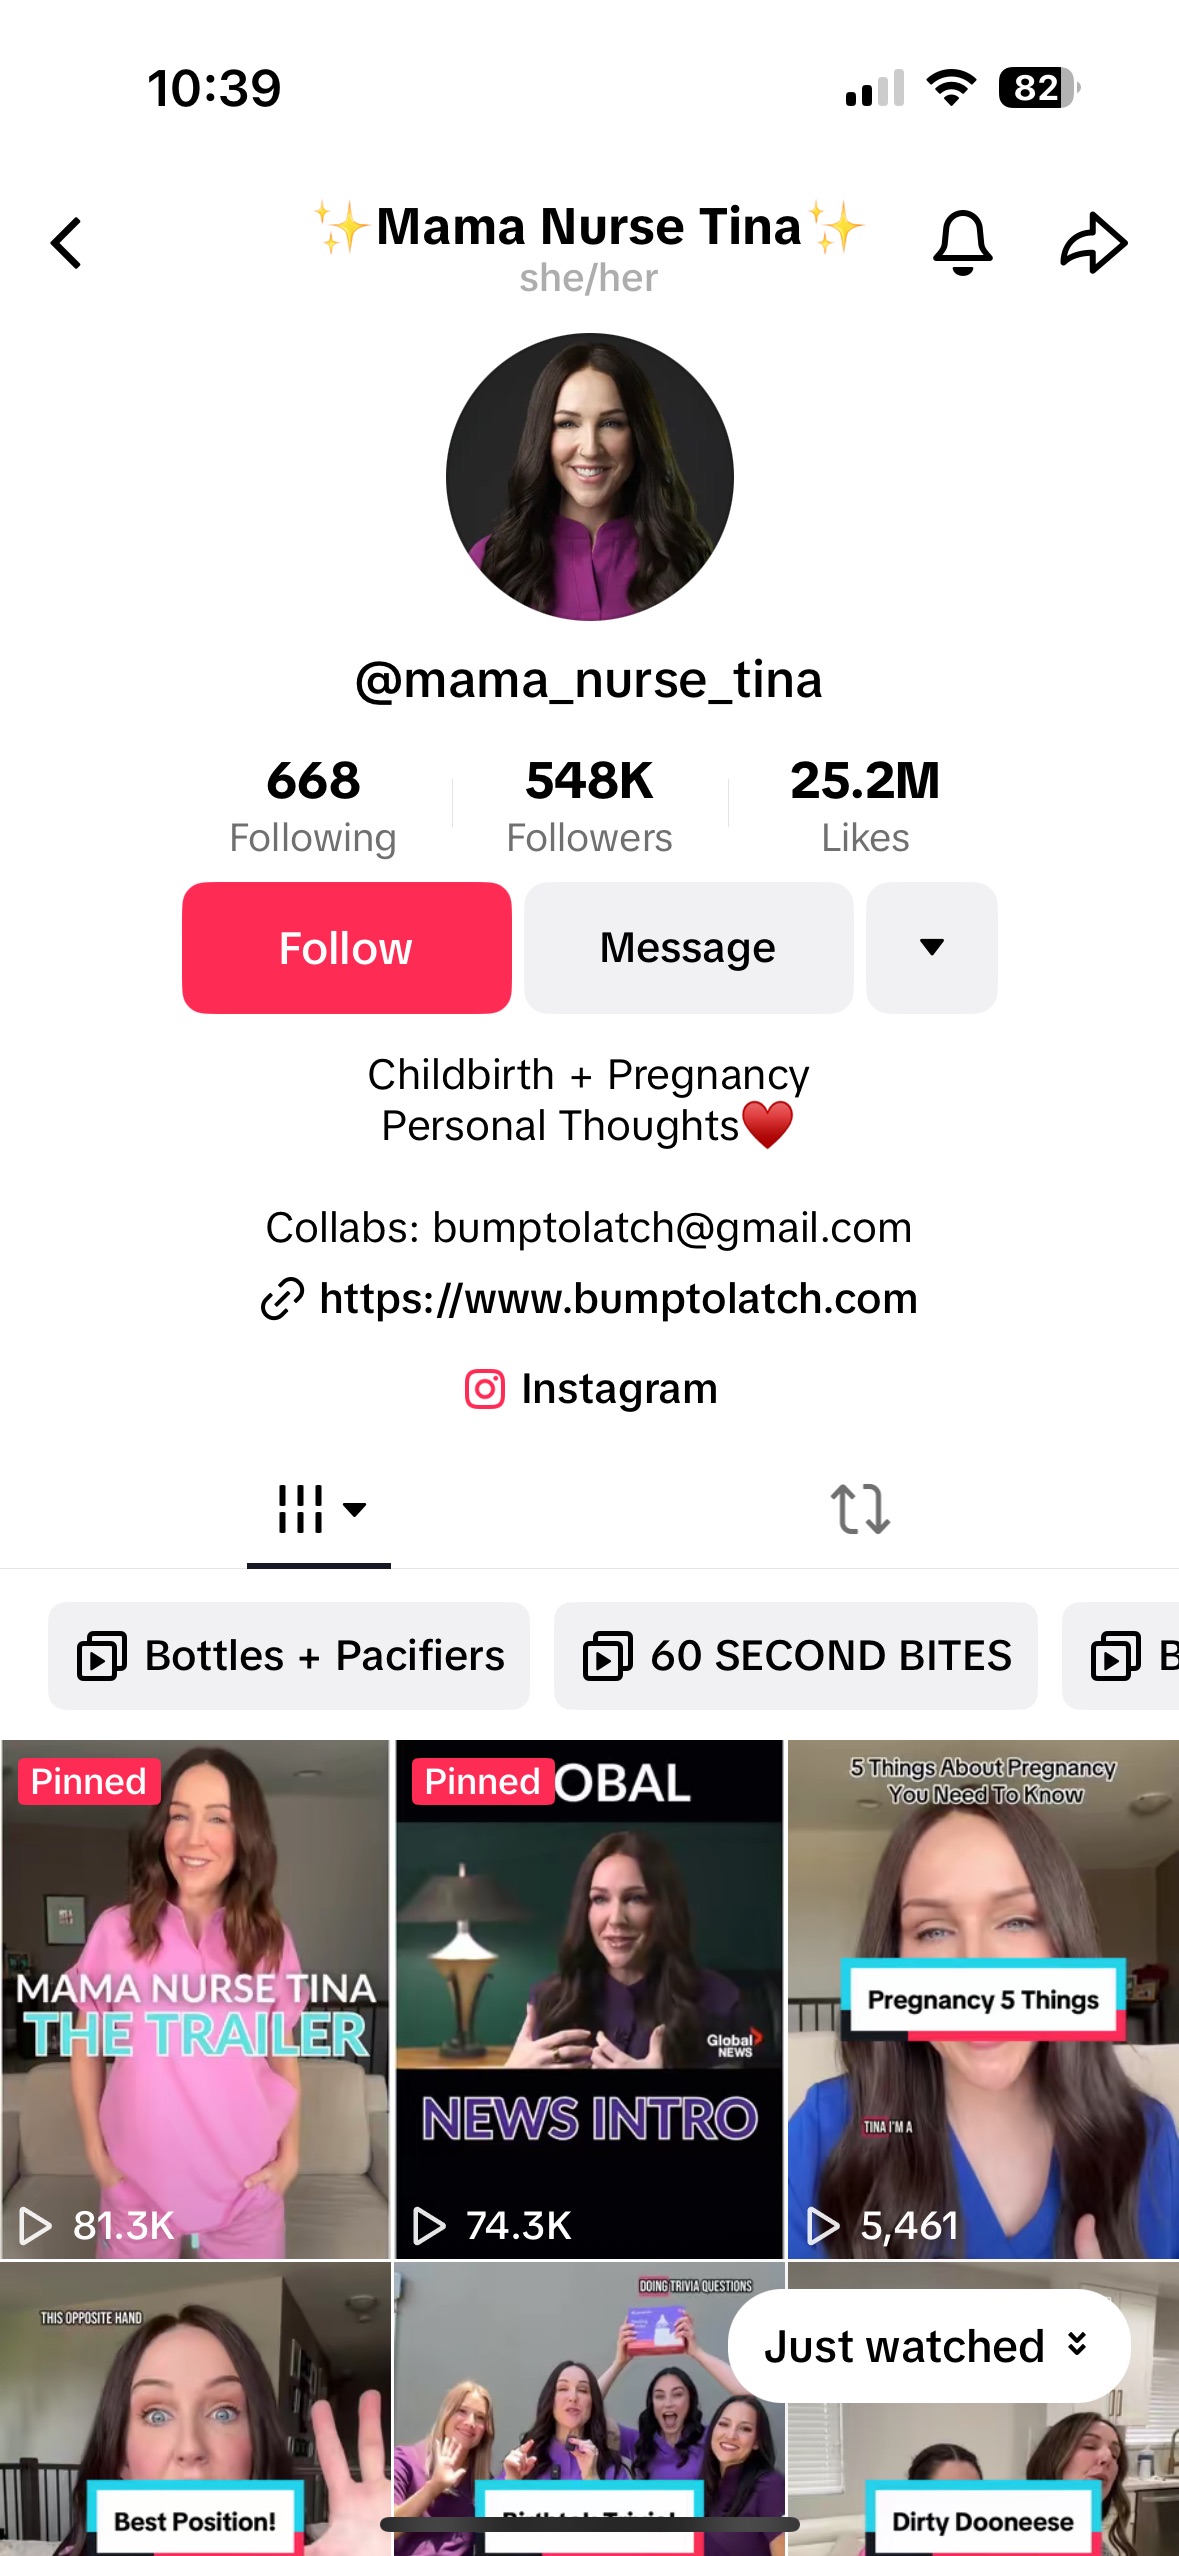 10:39
82
✨Mama Nurse Tina✨
she/her
@mama_nurse_tina
668
Following
548K
Followers
25.2M
Likes
Follow
Message
Childbirth + Pregnancy
Personal Thoughts♥️
Collabs: bumptolatch@gmail.com
https://www.bumptolatch.com
Instagram
Bottles + Pacifiers
60 SECOND BITES
B
Pinned
MAMA NURSE TINA
THE TRAILER
81.3K
Pinned
OBAL
Global
NEWS
NEWS INTRO
74.3K
5 Things About Pregnancy
You Need To Know
Pregnancy 5 Things
TINA I'M A
5,461
THIS OPPOSITE HAND
Best Position!
DOING TRIVIA QUESTIONS
Just watched
Dirty Dooneese